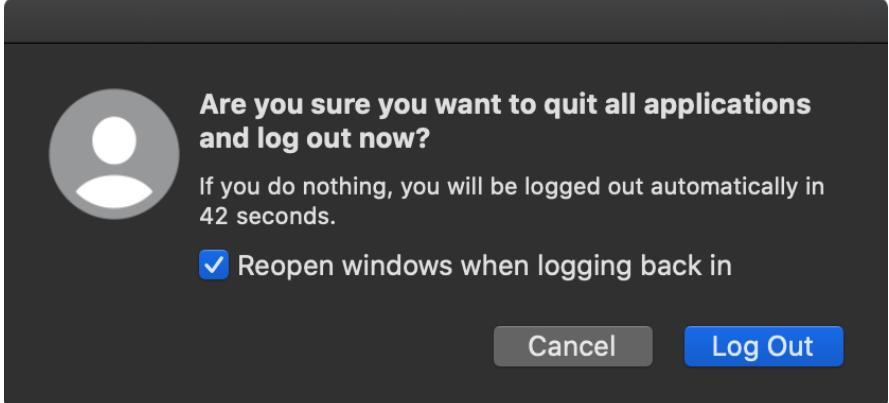 Are you sure you want to quit all applications
and log out now?
If you do nothing, you will be logged out automatically in
42 seconds.
Reopen windows when logging back in
Cancel Log Out